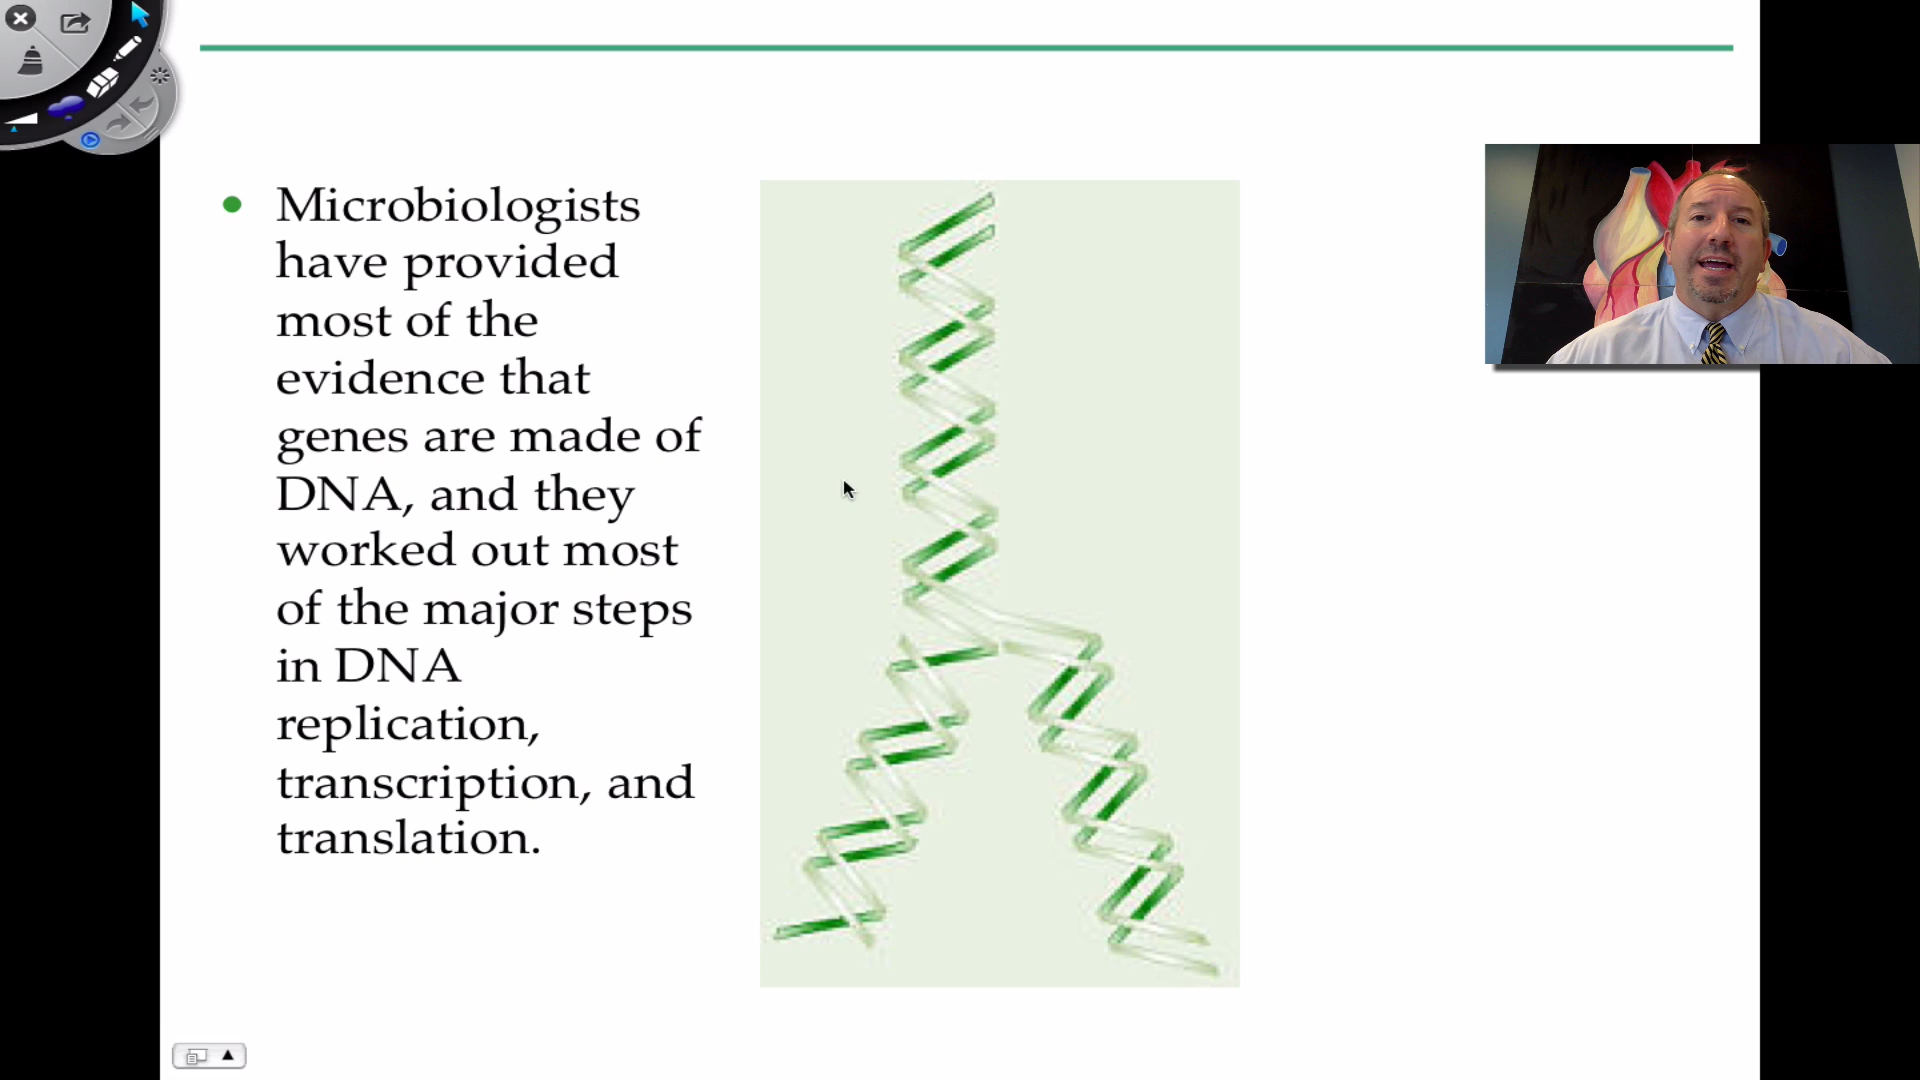 Microbiologists
have provided
most of the
evidence that
genes are made of
DNA, and they
worked out most
of the major steps
in DNA
replication,
transcription, and
translation.